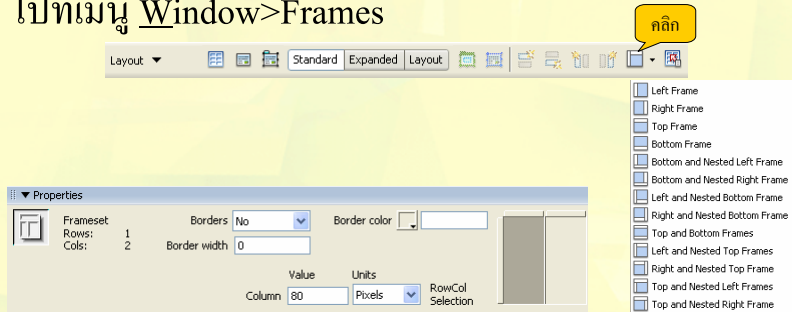 ไปที่เมนู Window>Frames
คลิก
Layout
Standard Expanded Layout
Left Frame
Right Frame
Top Frame
Bottom Frame
Bottom and Nested Left Frame
Bottom and Nested Right Frame
Left and Nested Bottom Frame
Right and Nested Bottom Frame
Top and Bottom Frames
Left and Nested Top Frames
Right and Nested Top Frame
Top and Nested Left Frames
Top and Nested Right Frame
Properties
Frameset
Rows: 1
Cols: 2
Borders No
Border color
Border width 0
Value Units
Column 80 Pixels
RowCol
Selection